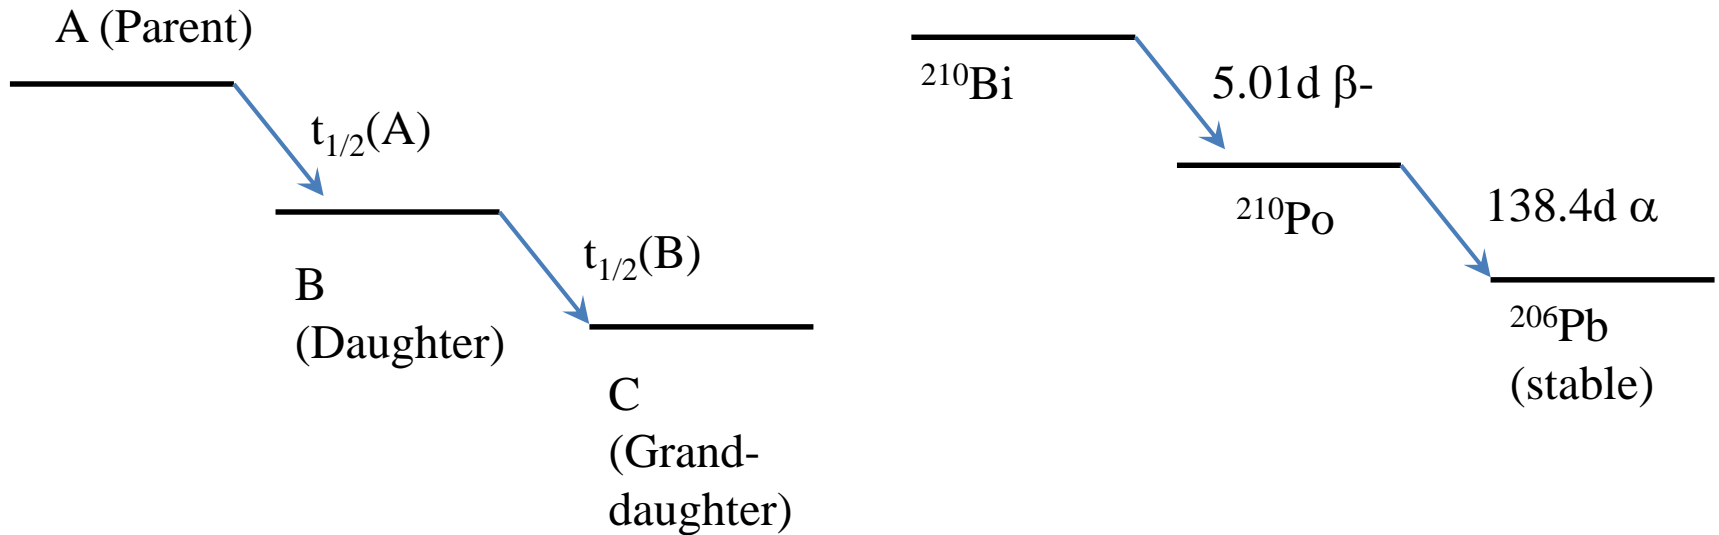 A (Parent)
t1/2(A)
B
(Daughter)
t1/2(B)
C
(Grand-
daughter)
²¹⁰Bi
5.01d β-
²¹⁰Po
138.4d α
²⁰⁶Pb
(stable)